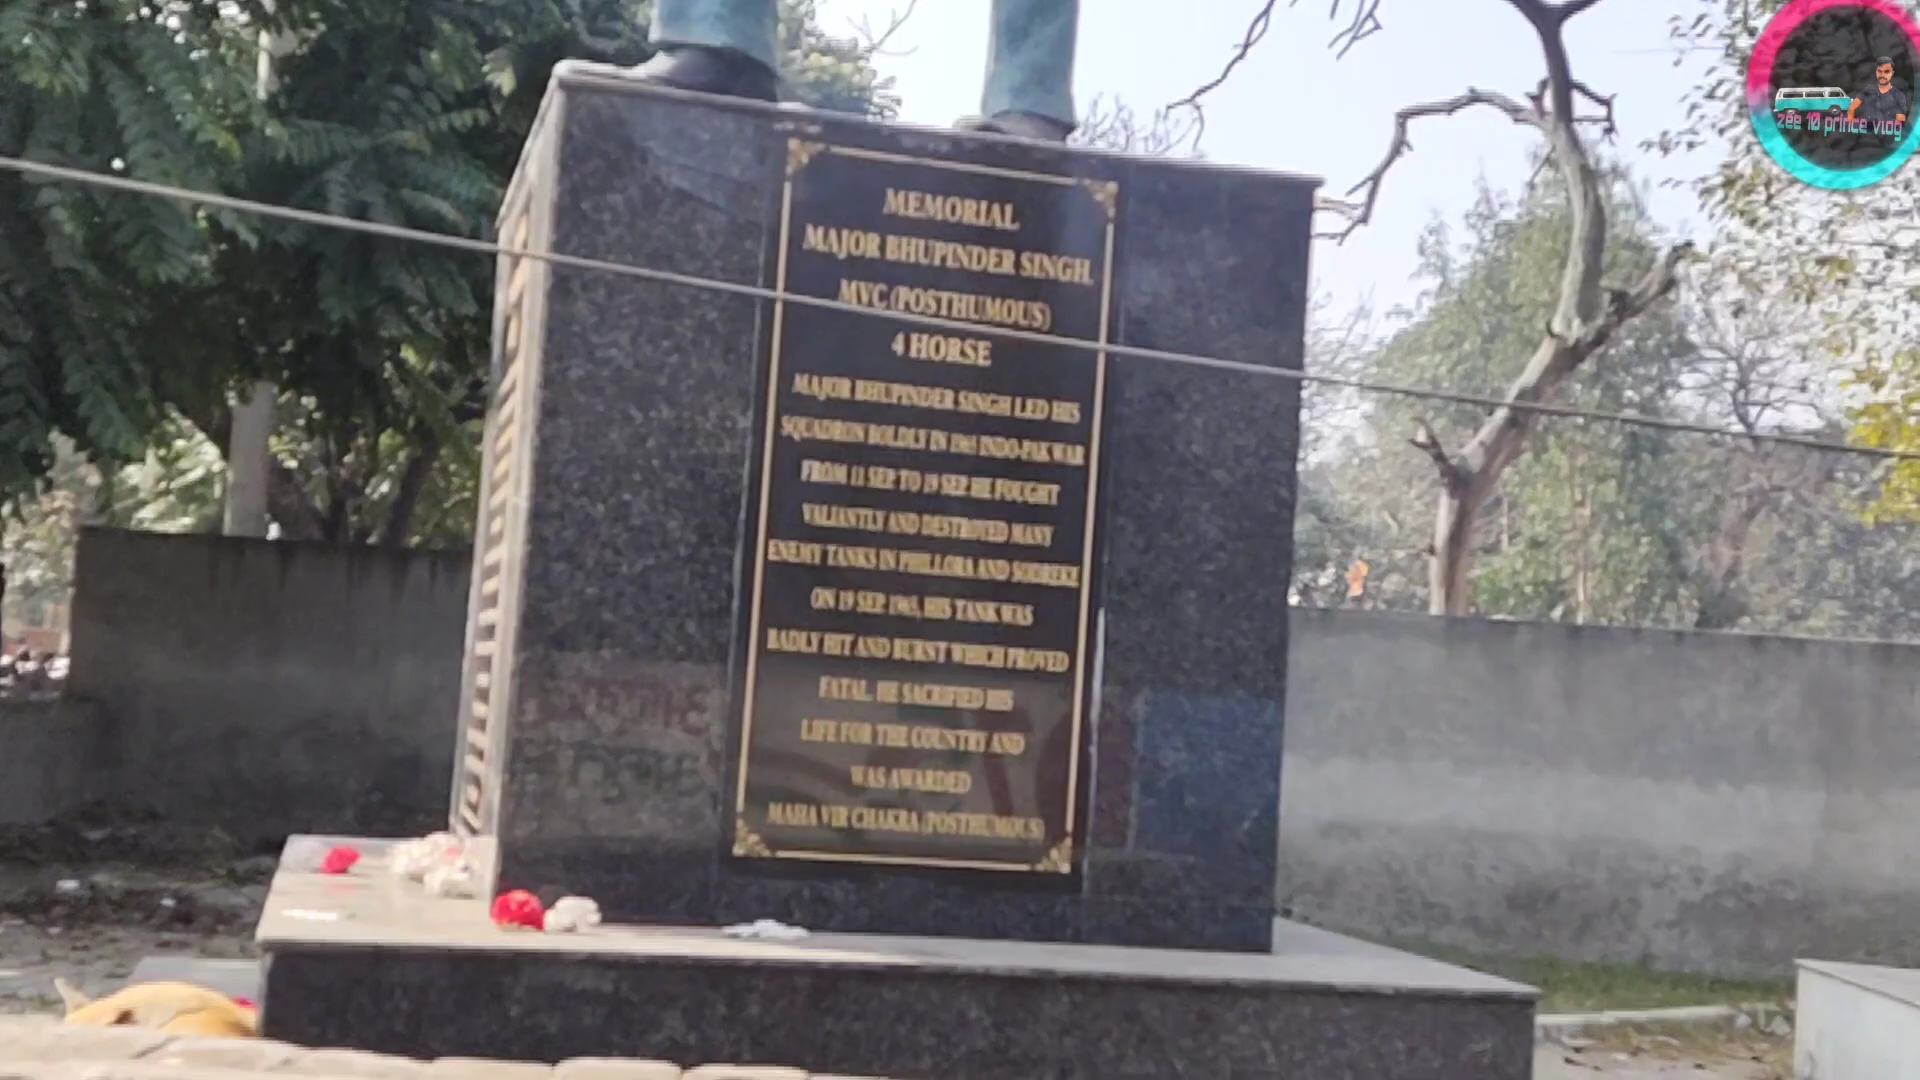 MEMORIAL
MAJOR BHUPINDER SINGH,
MVC (POSTHUMOUS)
4 HORSE
MAJOR BHUPINDER SINGH LED HIS
SQUADRON BOLDLY IN 1965 INDO-PAK WAR
FROM 11 SEP TO 19 SEP HE FOUGHT
VALIANTLY AND DESTROYED MANY
ENEMY TANKS IN PHILLORA AND SODREKE
ON 19 SEP 1965, HIS TANK WAS
BADLY HIT AND BURST WHICH PROVED
FATAL. HE SACRIFIED HIS
LIFE FOR THE COUNTRY AND
WAS AWARDED
MAHA VIR CHAKRA (POSTHUMOUS)
zee 10 prince vlog